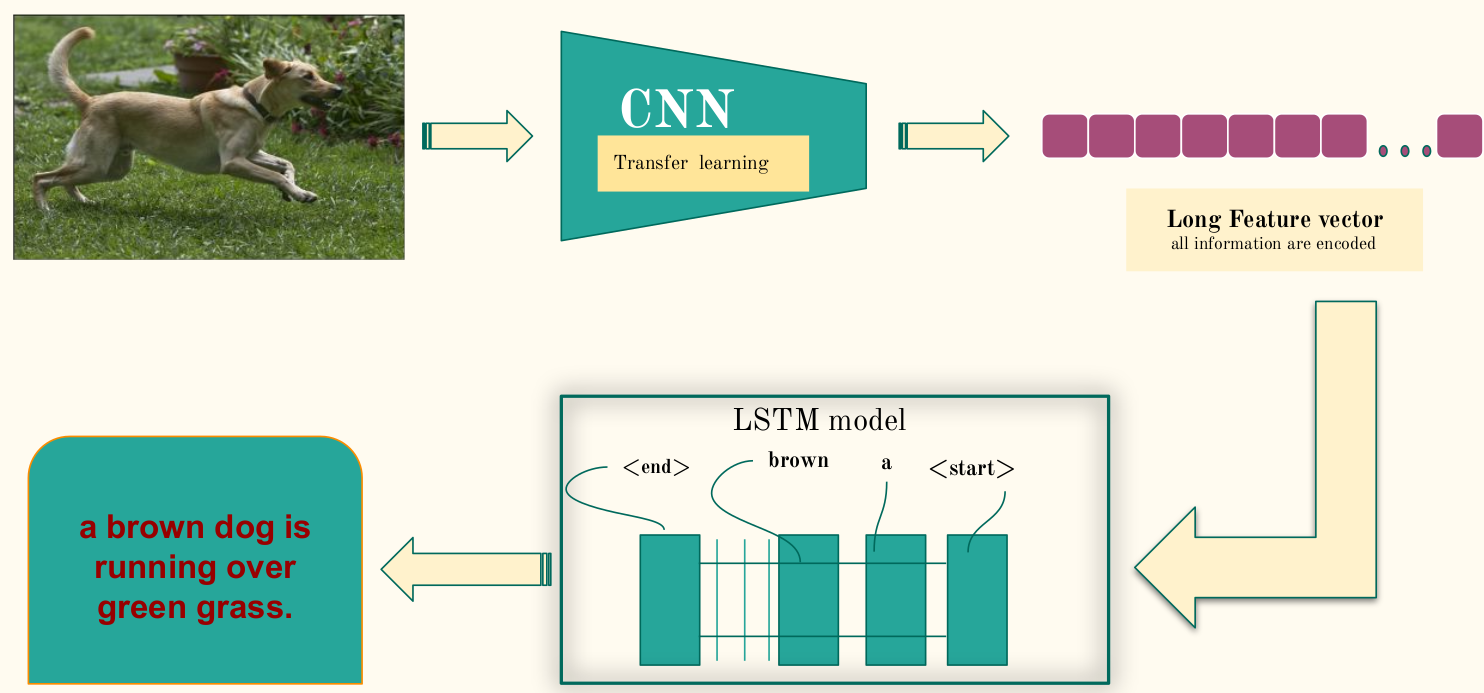 CNN
Transfer learning
Long Feature vector
all information are encoded
LSTM model
<end> brown a <start>
a brown dog is
running over
green grass.